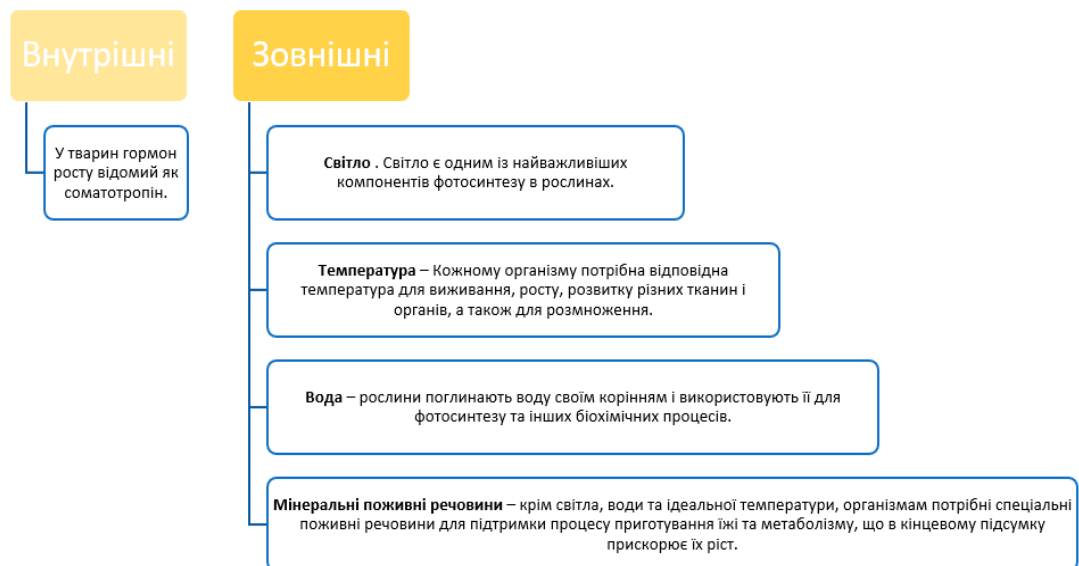 Внутрішні
Зовнішні
У тварин гормон
росту відомий як
соматотропін.
Світло . Світло є одним із найважливіших
компонентів фотосинтезу в рослинах.
Температура – Кожному організму потрібна відповідна
температура для виживання, росту, розвитку різних тканин і
органів, а також для розмноження.
Вода – рослини поглинають воду своїм корінням і використовують її для
фотосинтезу та інших біохімічних процесів.
Мінеральні поживні речовини – крім світла, води та ідеальної температури, організмам потрібні спеціальні
поживні речовини для підтримки процесу приготування їжі та метаболізму, що в кінцевому підсумку
прискорює їх ріст.